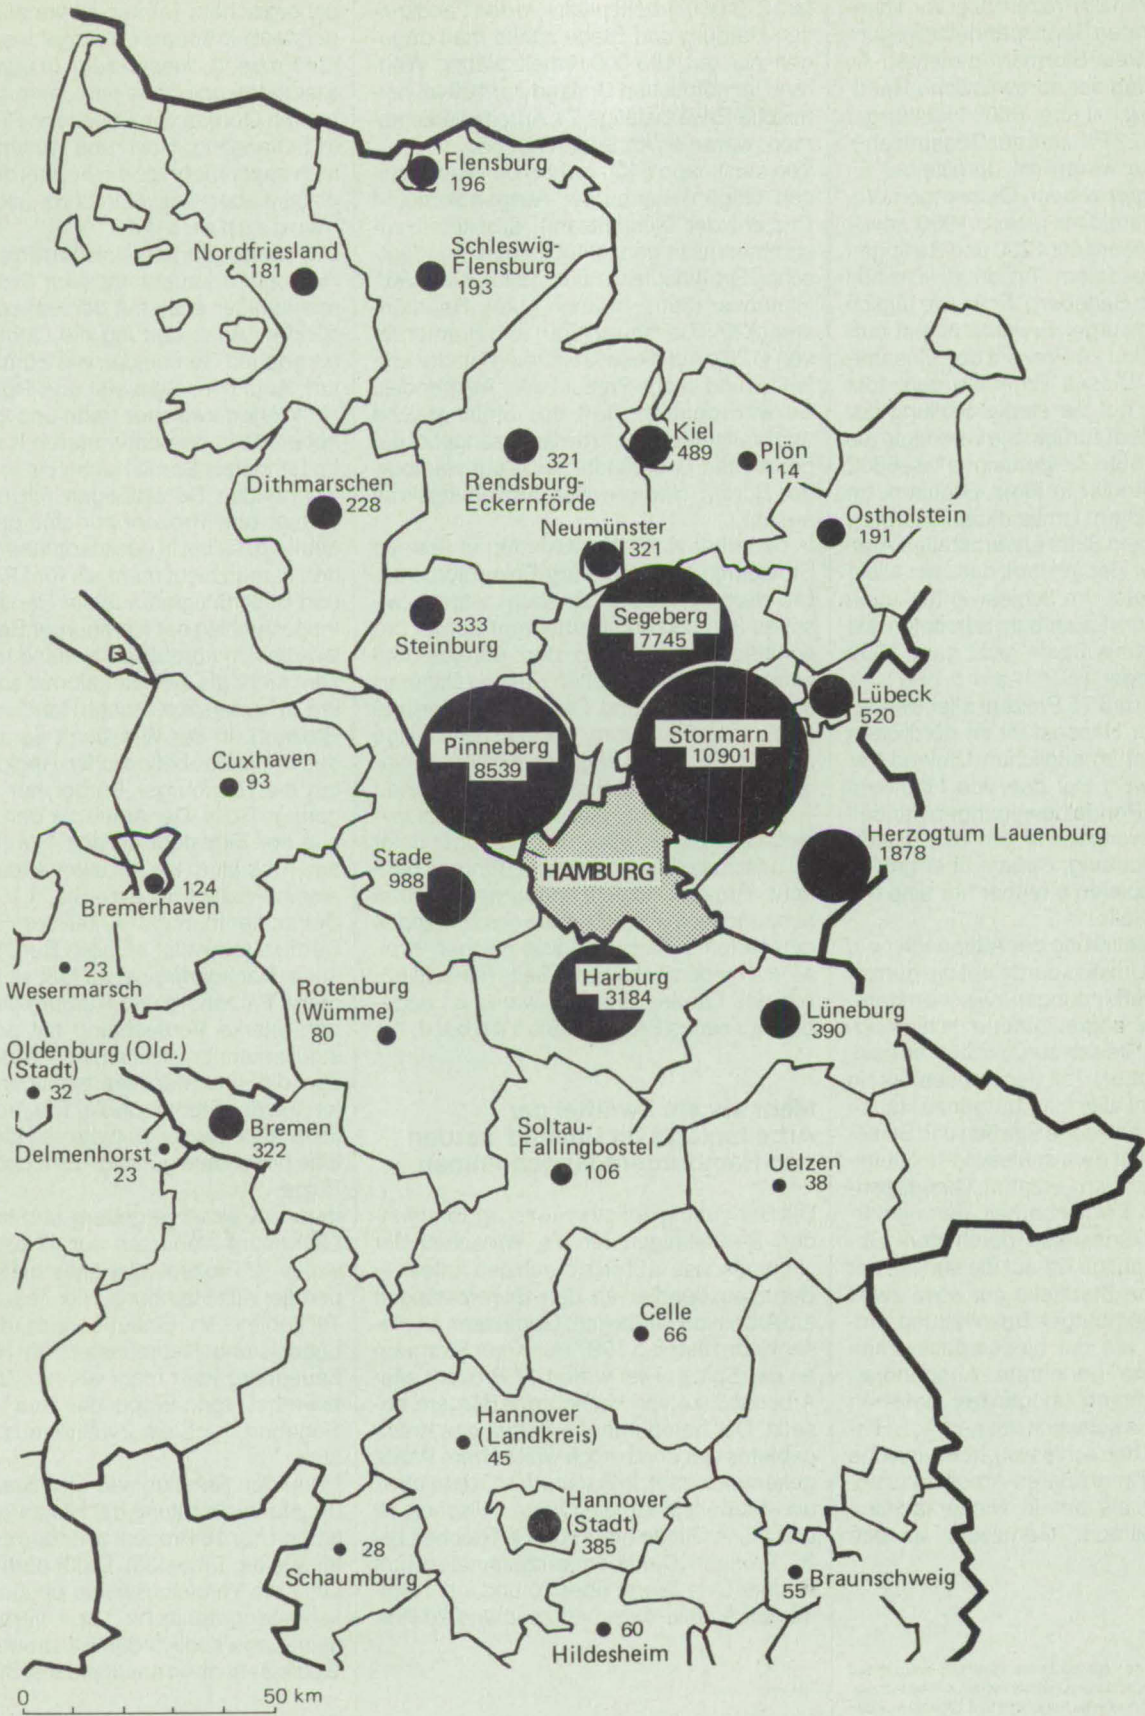 Flensburg
196
Nordfriesland
181
Schleswig-
Flensburg
193
Kiel
489
321
Rendsburg-
Eckernförde
Plön
114
Dithmarschen
228
Ostholstein
191
Neumünster
321
Segeberg
7745
333
Steinburg
Lübeck
520
Stormarn
10901
Pinneberg
8539
Cuxhaven
93
Herzogtum Lauenburg
1878
Stade
988
HAMBURG
124
Bremerhaven
23
Wesermarsch
Harburg
3184
Rotenburg
(Wümme)
80
Lüneburg
390
Oldenburg (Old.)
(Stadt)
32
Bremen
322
Delmenhorst
23
Soltau-
Fallingbostel
106
Uelzen
38
Celle
66
Hannover
(Landkreis)
45
Hannover
(Stadt)
385
28
Schaumburg
55 Braunschweig
60
Hildesheim
0 50 km